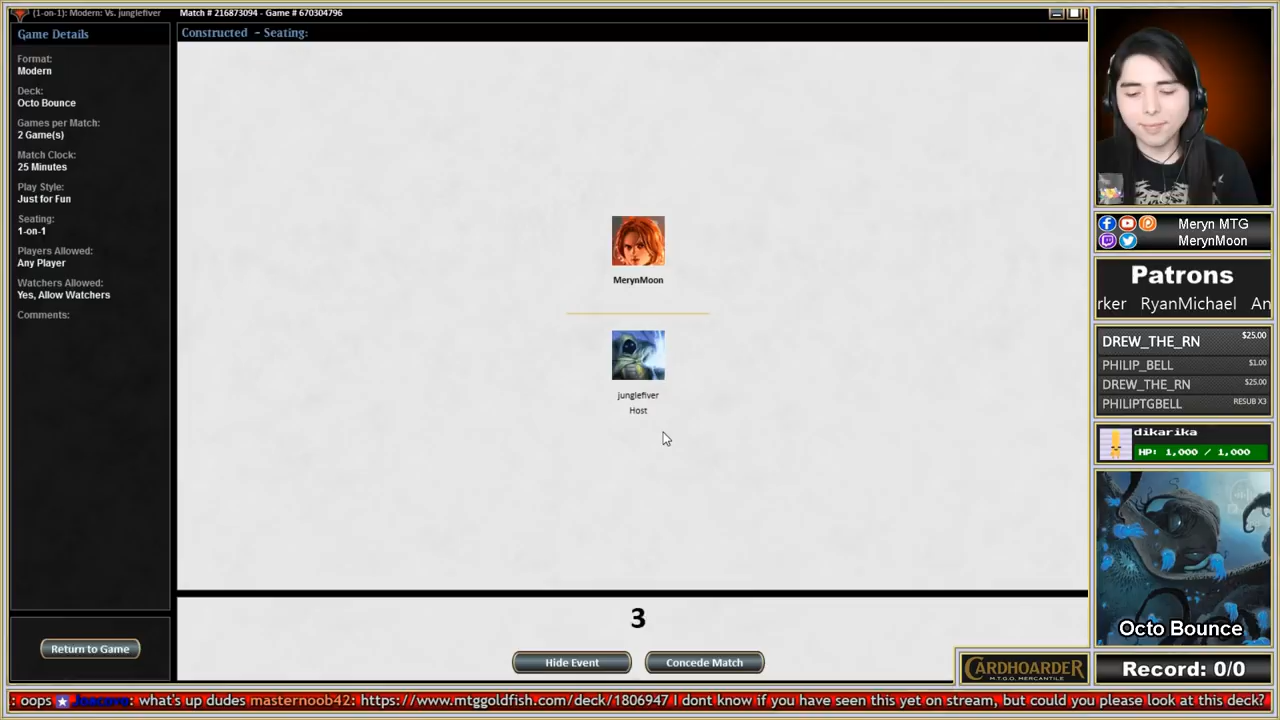 (1-on-1): Modern: Vs. junglefiver
Match # 216873094 - Game # 670304796
Game Details
Constructed - Seating:
Format:
Modern
Deck:
Octo Bounce
Games per Match:
2 Game(s)
Match Clock:
25 Minutes
Play Style:
Just for Fun
Seating:
1-on-1
Players Allowed:
Any Player
Watchers Allowed:
Yes, Allow Watchers
Comments:
Return to Game
MerynMoon
junglefiver
Host
3
Hide Event
Concede Match
Meryn MTG
MerynMoon
Patrons
rker RyanMichael An
DREW_THE_RN $25.00
PHILIP_BELL $1.00
DREW_THE_RN $25.00
PHILIPTGBELL RESUB X3
dikarika
HP: 1,000 / 1,000
Octo Bounce
CARDHOARDER
M.T.G.O. MERCANTILE
Record: 0/0
: oops : what's up dudes masternoob42: https://www.mtggoldfish.com/deck/1806947 I dont know if you have seen this yet on stream, but could you please look at this deck?